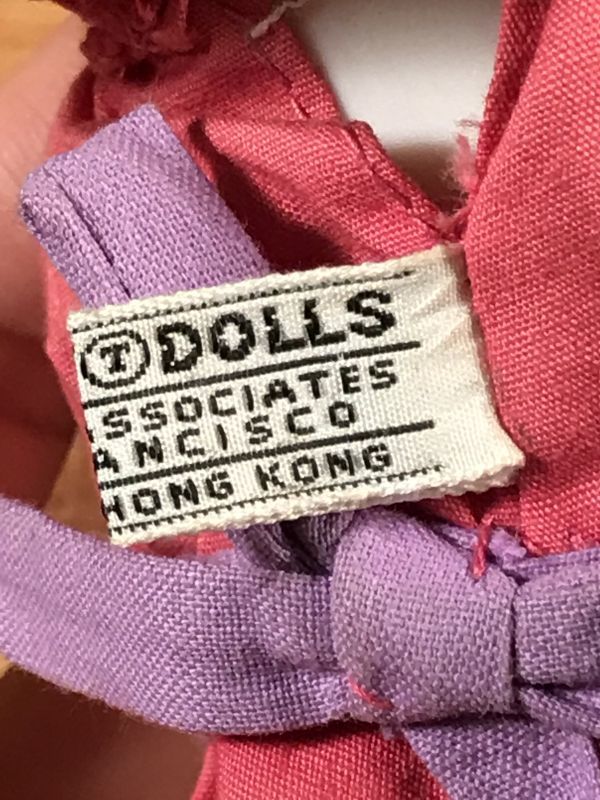 Ⓣ DOLLS
SSOCIATES
ANCISCO
HONG KONG